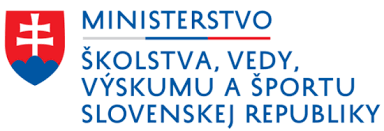 MINISTERSTVO
ŠKOLSTVA, VEDY,
VÝSKUMU A ŠPORTU
SLOVENSKEJ REPUBLIKY